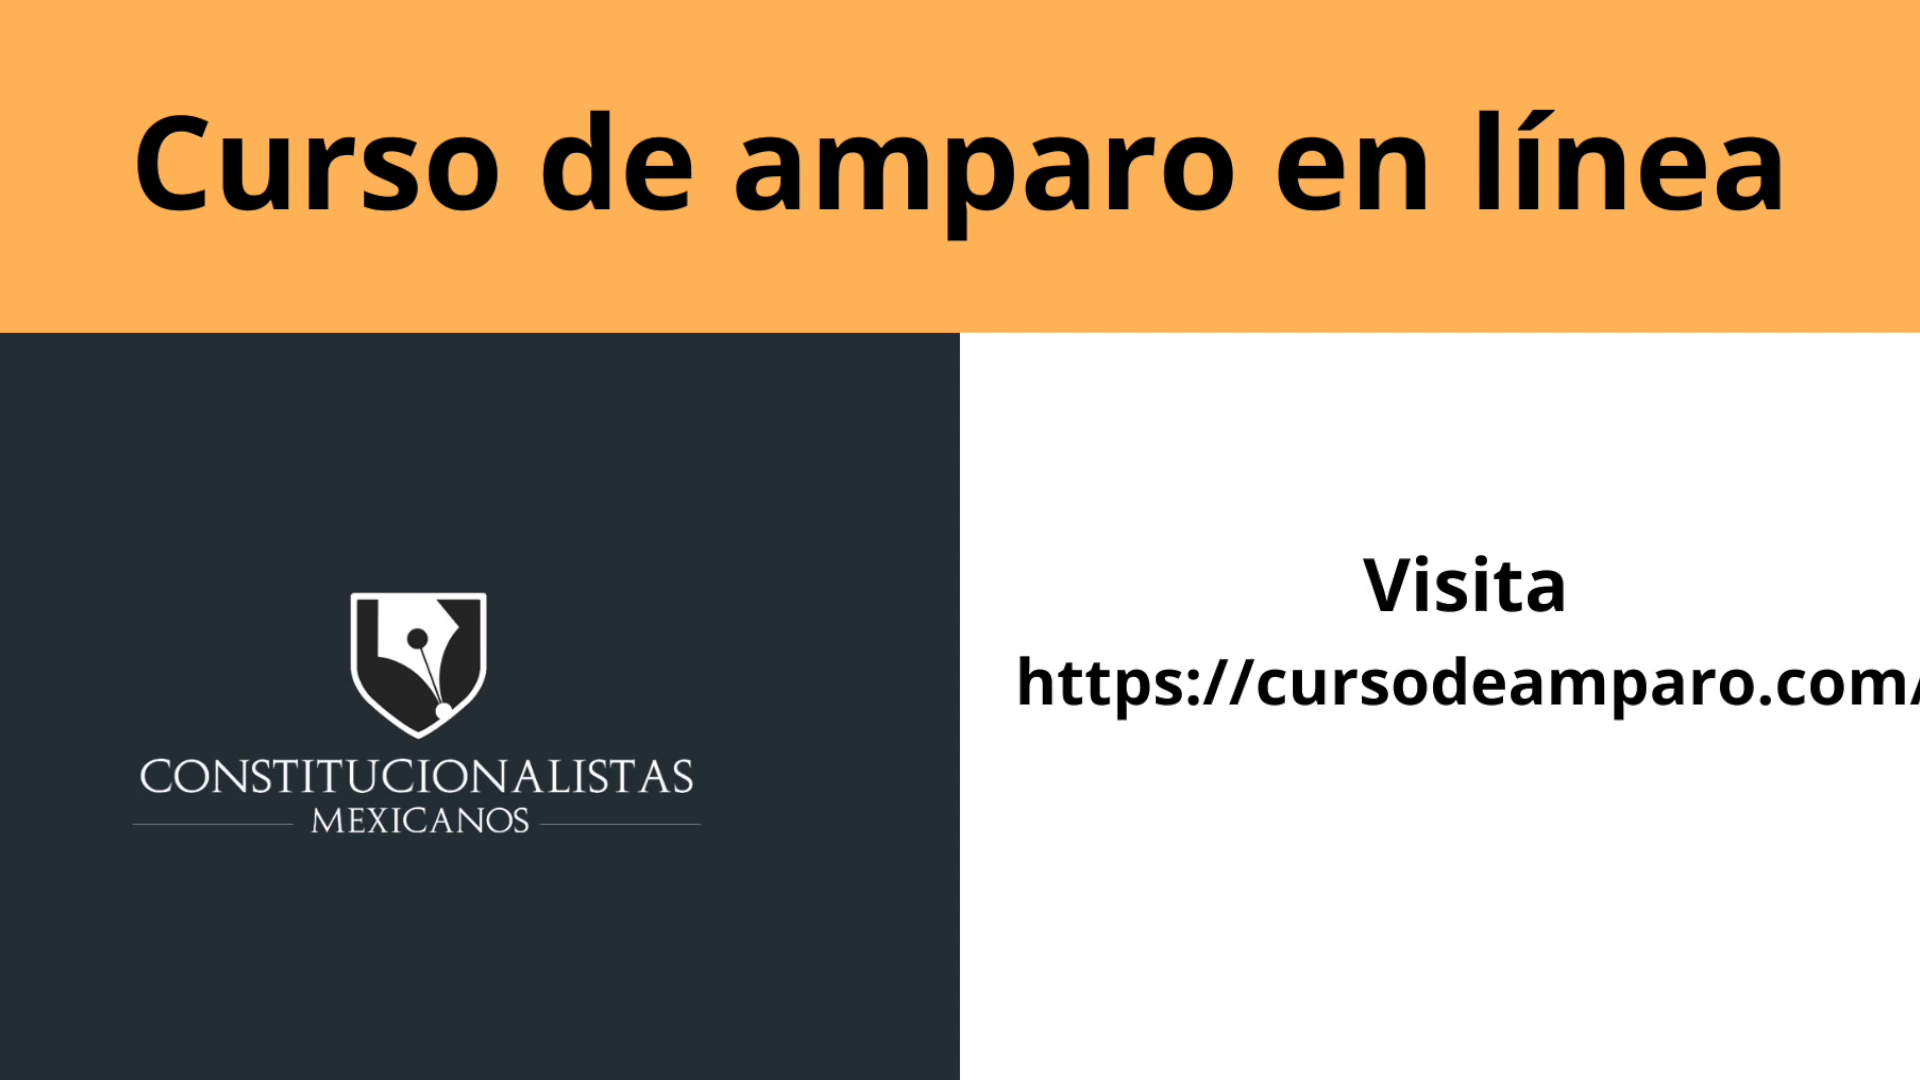 Curso de amparo en línea
CONSTITUCIONALISTAS
MEXICANOS
Visita
https://cursodeamparo.com/